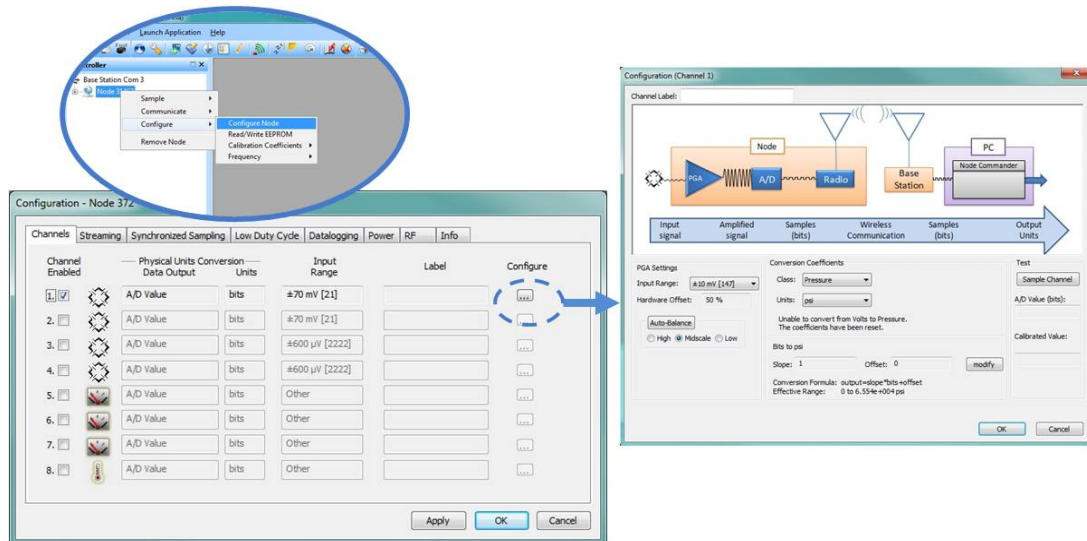 Launch Application Help
Base Station Com 3
Sample
Communicate
Configure
Remove Node
Configure Node
Read/Write EEPROM
Calibration Coefficients
Frequency
Configuration - Node 372
Channels Streaming Synchronized Sampling Low Duty Cycle Datalogging Power RF Info
Channel Enabled
Physical Units Conversion
Data Output Units
Input Range
Label
Configure
1. A/D Value bits ±70 mV [21] ...
2. A/D Value bits ±70 mV [21] ...
3. A/D Value bits ±600 µV [2222] ...
4. A/D Value bits ±600 µV [2222] ...
5. A/D Value bits Other ...
6. A/D Value bits Other ...
7. A/D Value bits Other ...
8. A/D Value bits Other ...
Apply OK Cancel
Configuration (Channel 1)
Channel Label:
Node
PGA
A/D
Radio
Base Station
PC
Node Commander
Input signal
Amplified signal
Samples (bits)
Wireless Communication
Samples (bits)
Output Units
PGA Settings
Input Range: ±10 mV [147]
Hardware Offset: 50 %
Auto-Balance
High Midscale Low
Conversion Coefficients
Class: Pressure
Units: psi
Unable to convert from Volts to Pressure.
The coefficients have been reset.
Bits to psi
Slope: 1 Offset: 0 modify
Conversion Formula: output=slope*bits+offset
Effective Range: 0 to 6.554e+004 psi
Test
Sample Channel
A/D Value (bits):
Calibrated Value:
OK Cancel